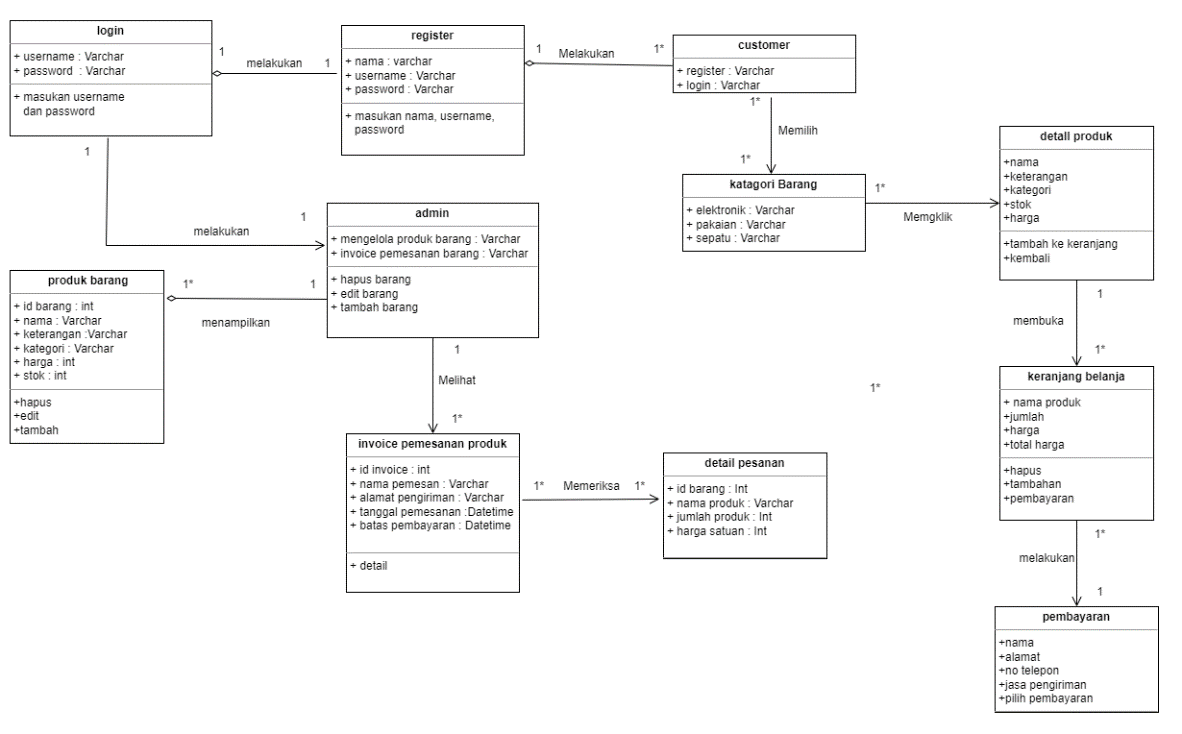 login
+ username : Varchar
+ password : Varchar
+ masukan username
dan password
1
melakukan
1
register
+ nama : varchar
+ username : Varchar
+ password : Varchar
+ masukan nama, username,
password
1
Melakukan
1*
customer
+ register : Varchar
+ login : Varchar
1*
Memilih
1*
katagori Barang
+ elektronik : Varchar
+ pakaian : Varchar
+ sepatu : Varchar
1*
Memgklik
detall produk
+nama
+keterangan
+kategori
+stok
+harga
+tambah ke keranjang
+kembali
1
melakukan
1
admin
+ mengelola produk barang : Varchar
+ invoice pemesanan barang : Varchar
+ hapus barang
+ edit barang
+ tambah barang
produk barang
+ id barang : int
+ nama : Varchar
+ keterangan :Varchar
+ kategori : Varchar
+ harga : int
+ stok : int
+hapus
+edit
+tambah
1*
1
menampilkan
1
Melihat
1*
1
membuka
1*
1*
keranjang belanja
+ nama produk
+jumlah
+harga
+total harga
+hapus
+tambahan
+pembayaran
invoice pemesanan produk
+ id invoice : int
+ nama pemesan : Varchar
+ alamat pengiriman : Varchar
+ tanggal pemesanan :Datetime
+ batas pembayaran : Datetime
+ detail
1*
Memeriksa
1*
detail pesanan
+ id barang : Int
+ nama produk : Varchar
+ jumlah produk : Int
+ harga satuan : Int
1*
melakukan
1
pembayaran
+nama
+alamat
+no telepon
+jasa pengiriman
+pilih pembayaran